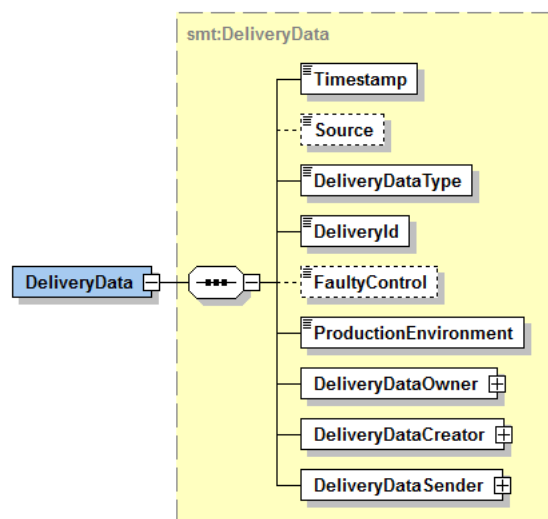 smt:DeliveryData
Timestamp
Source
DeliveryDataType
DeliveryId
DeliveryData
FaultyControl
ProductionEnvironment
DeliveryDataOwner
DeliveryDataCreator
DeliveryDataSender